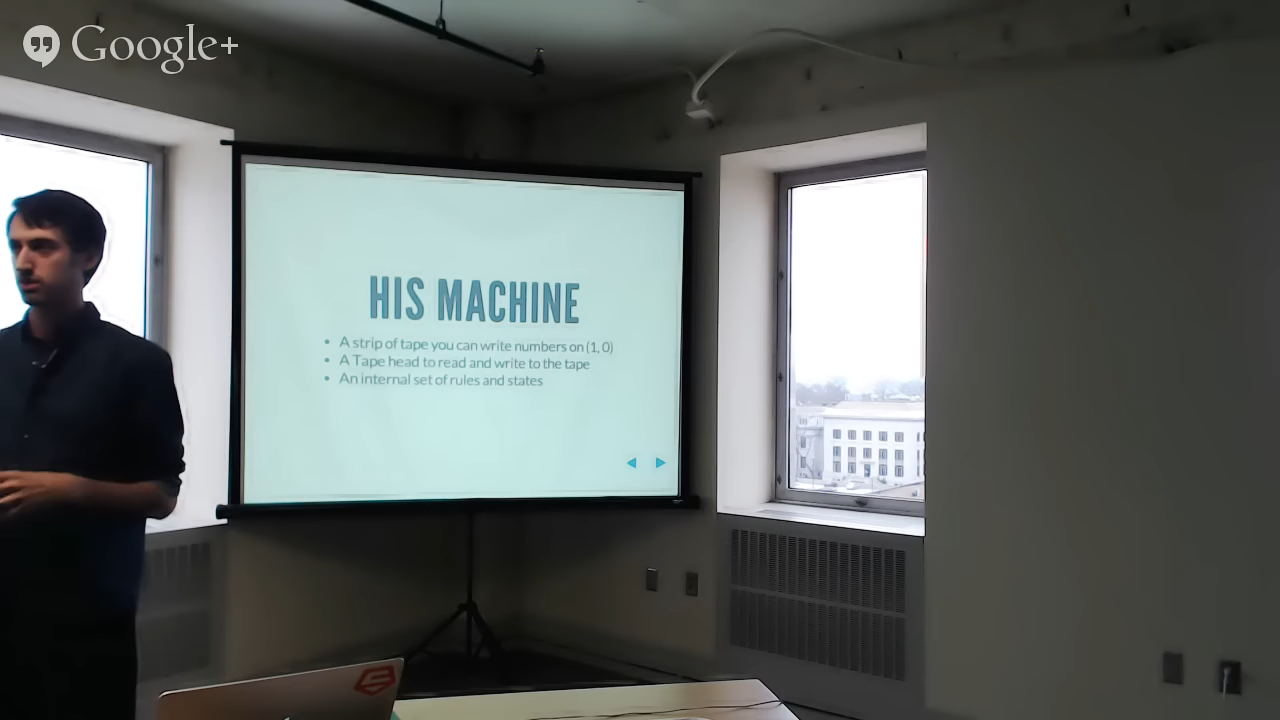 Google+
HIS MACHINE
• A strip of tape you can write numbers on (1, 0)
• A Tape head to read and write to the tape
• An internal set of rules and states